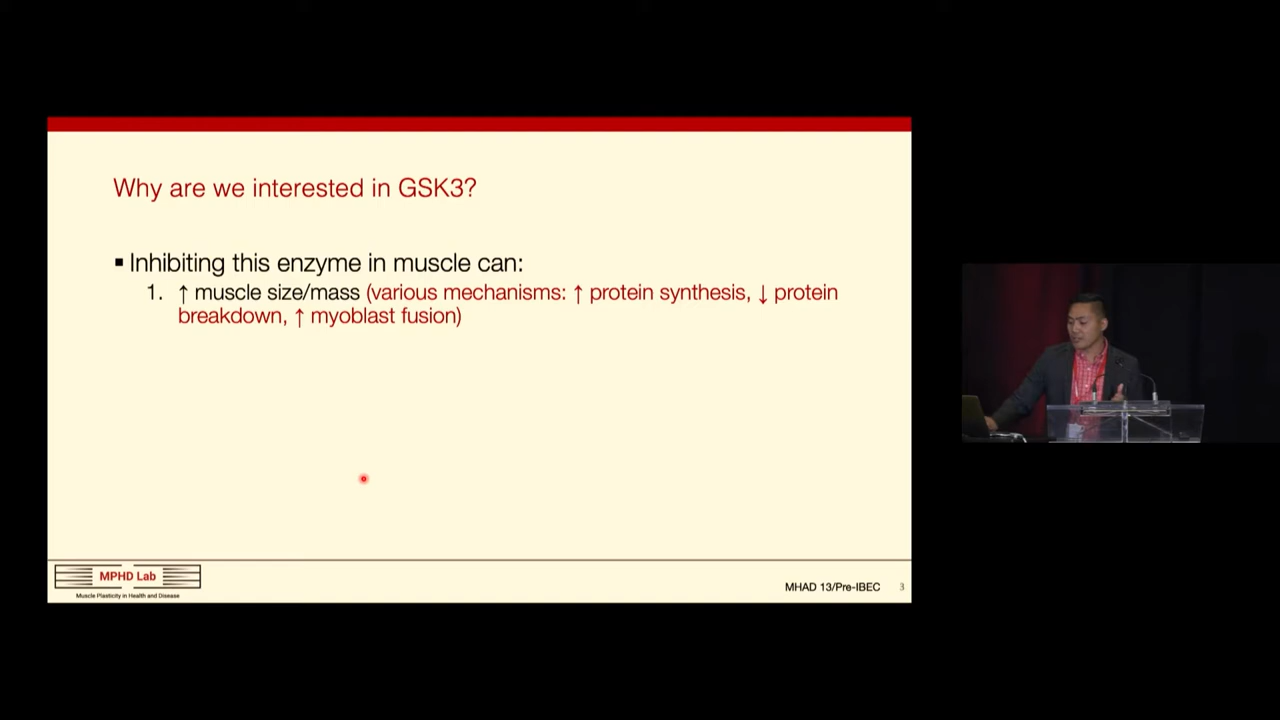 Why are we interested in GSK3?
▪ Inhibiting this enzyme in muscle can:
1. ↑ muscle size/mass (various mechanisms: ↑ protein synthesis, ↓ protein
breakdown, ↑ myoblast fusion)
MPHD Lab
Muscle Plasticity in Health and Disease
MHAD 13/Pre-IBEC 3